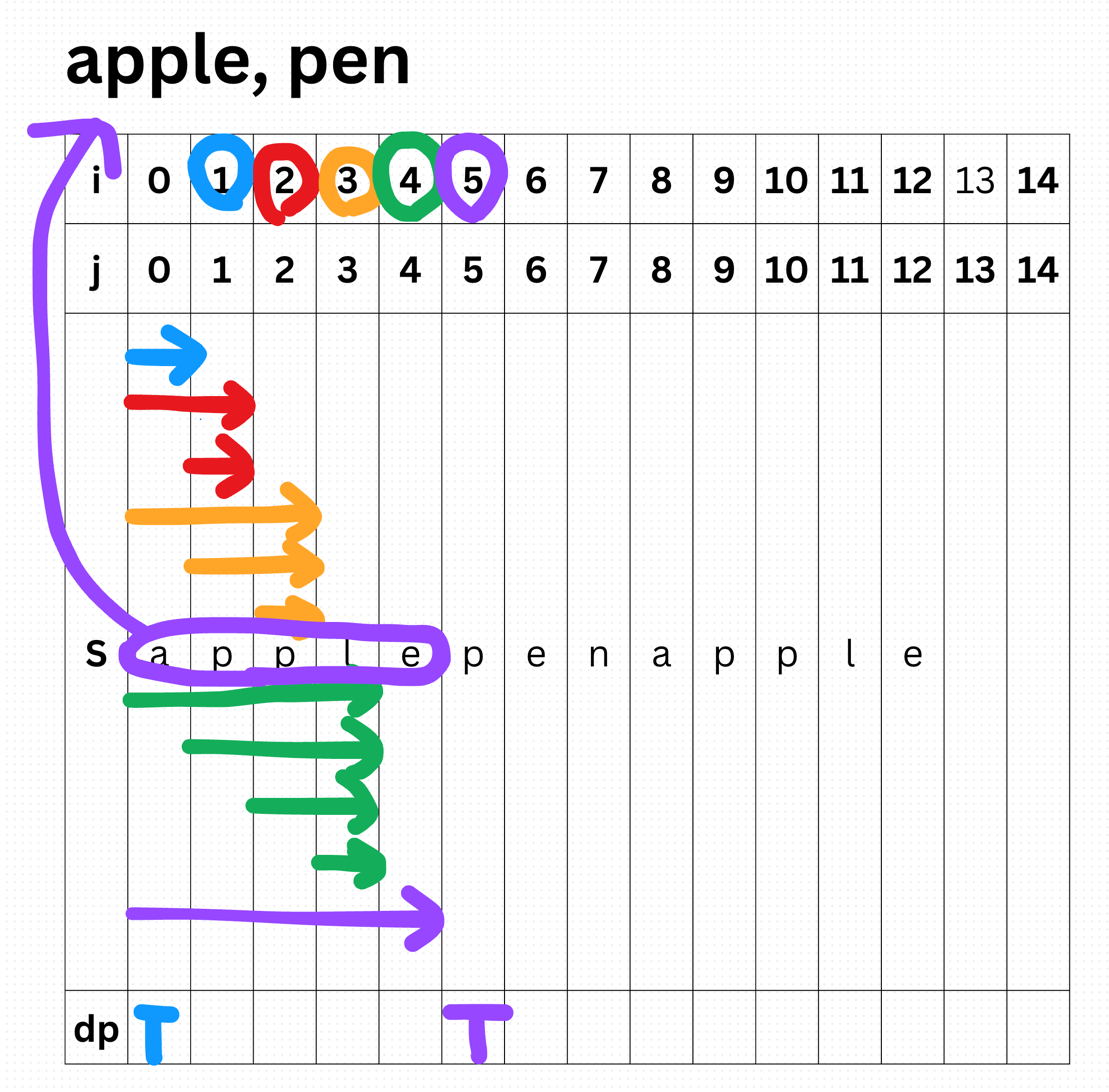 apple, pen
i 0 1 2 3 4 5 6 7 8 9 10 11 12 13 14
j 0 1 2 3 4 5 6 7 8 9 10 11 12 13 14
S a p p l e p e n a p p l e
dp T T